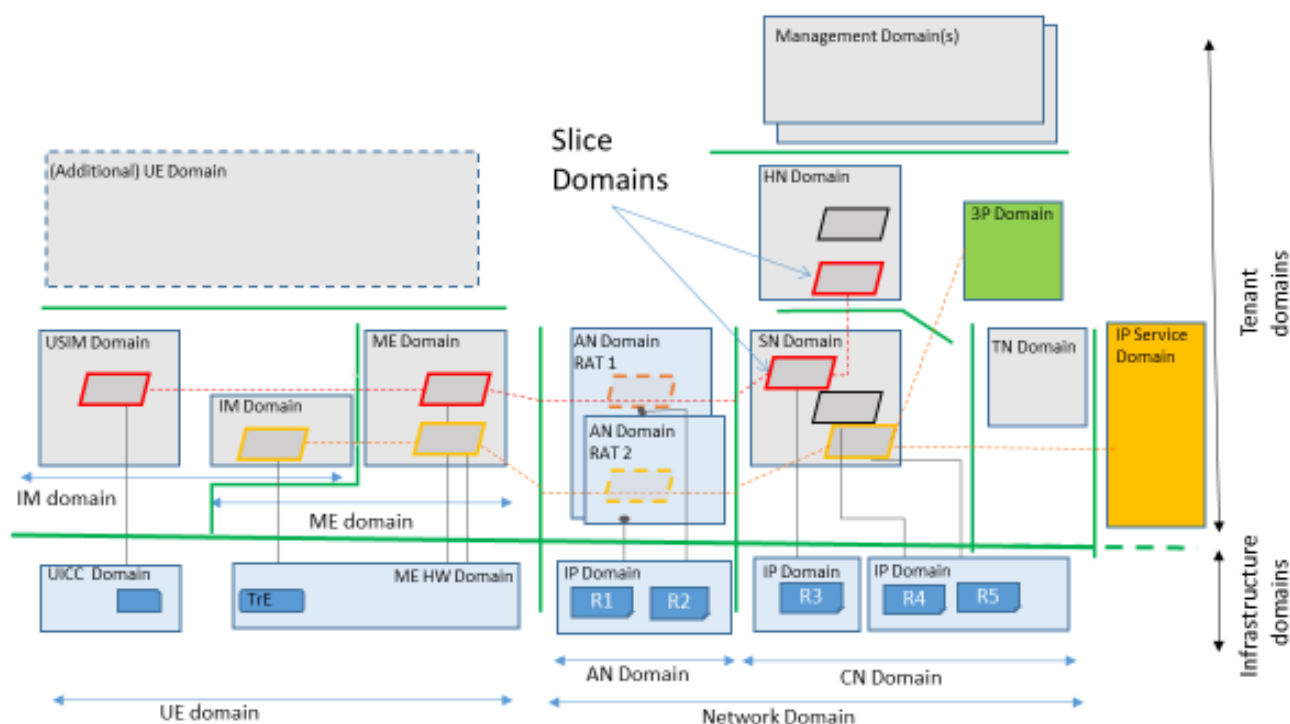 Management Domain(s)
Slice
Domains
(Additional) UE Domain
HN Domain
3P Domain
Tenant
domains
USIM Domain
ME Domain
IM Domain
AN Domain
RAT 1
AN Domain
RAT 2
SN Domain
TN Domain
IP Service
Domain
IM domain
ME domain
UICC Domain
ME HW Domain
TrE
IP Domain
R1
R2
IP Domain
R3
IP Domain
R4
R5
Infrastructure
domains
AN Domain
CN Domain
UE domain
Network Domain